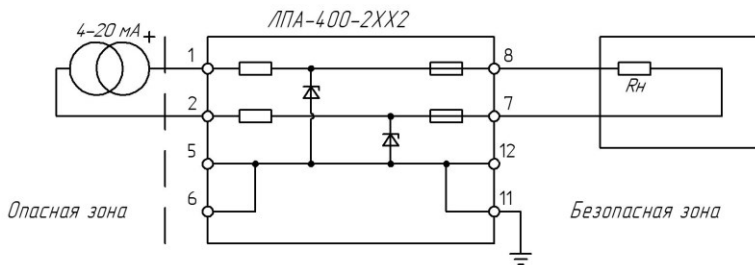 ЛПА-400-2ХХ2
4-20 мА
+
1
8
Rн
2
7
5
12
6
11
Опасная зона
Безопасная зона